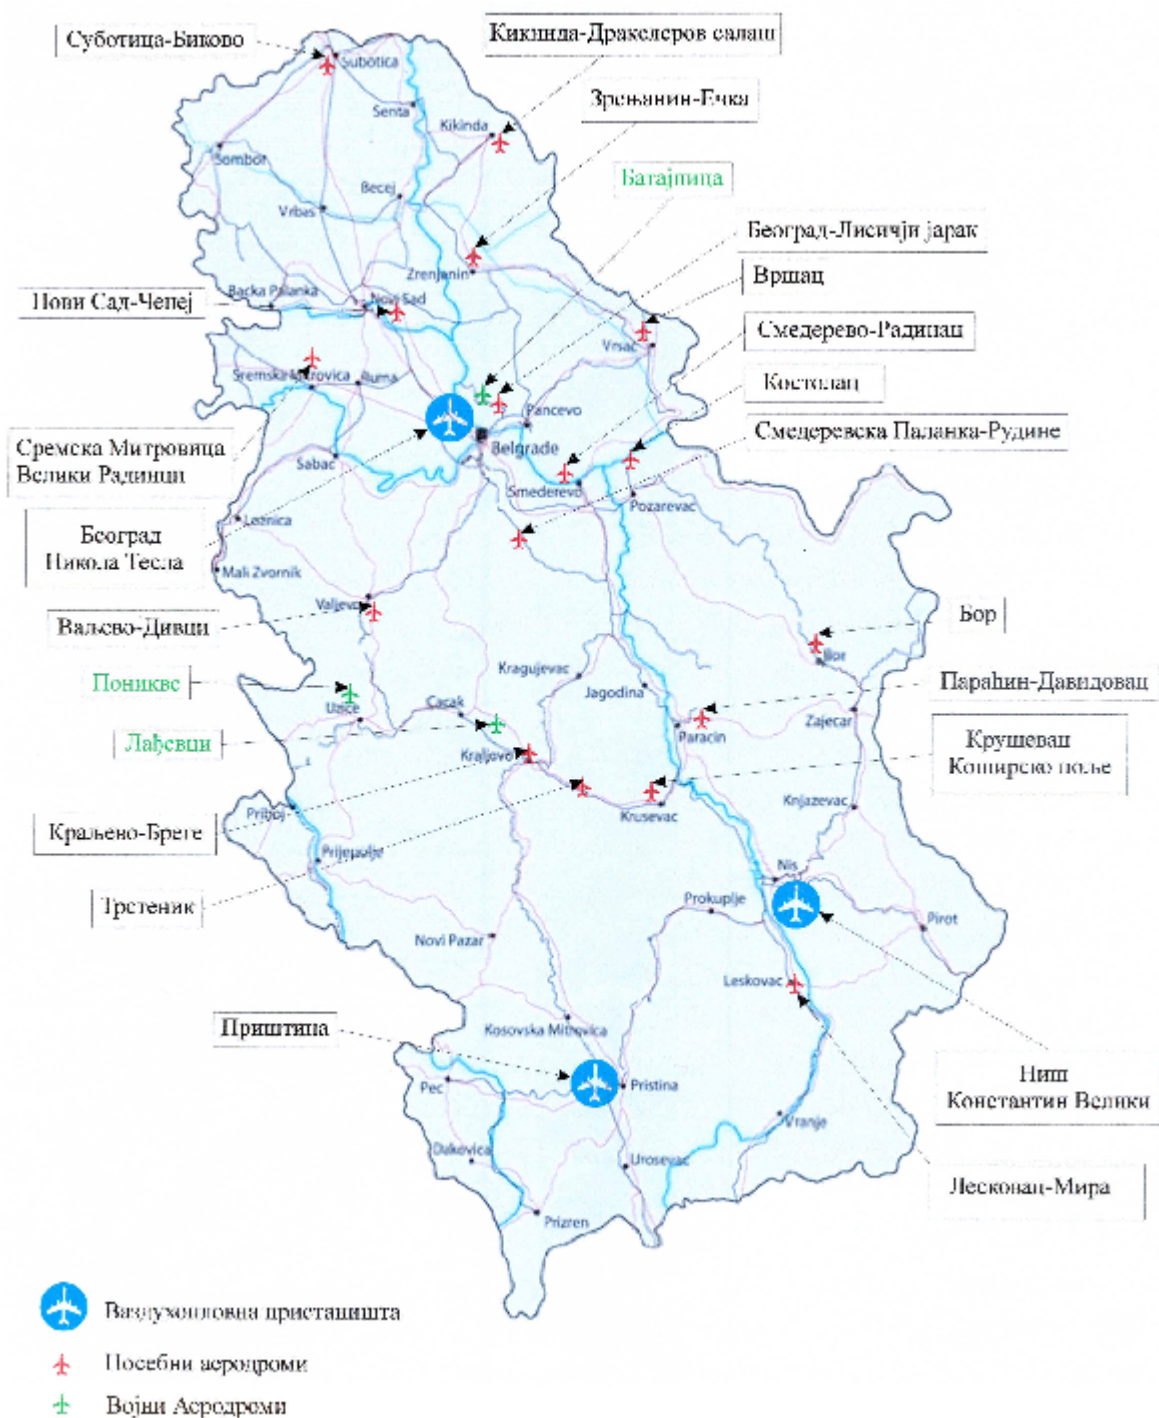 Суботица-Биково
Кикинда-Дракслеров салаш
Зрењанин-Ечка
Батајница
Београд-Лисичји јарак
Вршац
Смедерево-Радинац
Костолац
Смедеревска Паланка-Рудине
Нови Сад-Ченеј
Сремска Митровица
Велики Радинци
Београд
Никола Тесла
Ваљево-Дивци
Поникве
Лађевци
Краљево-Бреге
Трстеник
Приштина
Бор
Параћин-Давидовац
Крушевац
Коширско поље
Ниш
Константин Велики
Лесковац-Мира
Subotica
Senta
Kikinda
Sombor
Becej
Vrbas
Zrenjanin
Backa Palanka
Novi Sad
Vrsac
Sremska Mitrovica
Ruma
Pancevo
Belgrade
Sabac
Smederevo
Pozarevac
Loznica
Mali Zvornik
Valjevo
Kragujevac
Jagodina
Bor
Uzice
Cacak
Paracin
Zajecar
Kraljevo
Krusevac
Knjazevac
Priboj
Prijepolje
Nis
Prokuplje
Pirot
Novi Pazar
Leskovac
Kosovska Mitrovica
Pec
Pristina
Vranje
Dakovica
Urosevac
Prizren
Ваздухопловна пристаништа
Посебни аеродроми
Војни Аеродроми